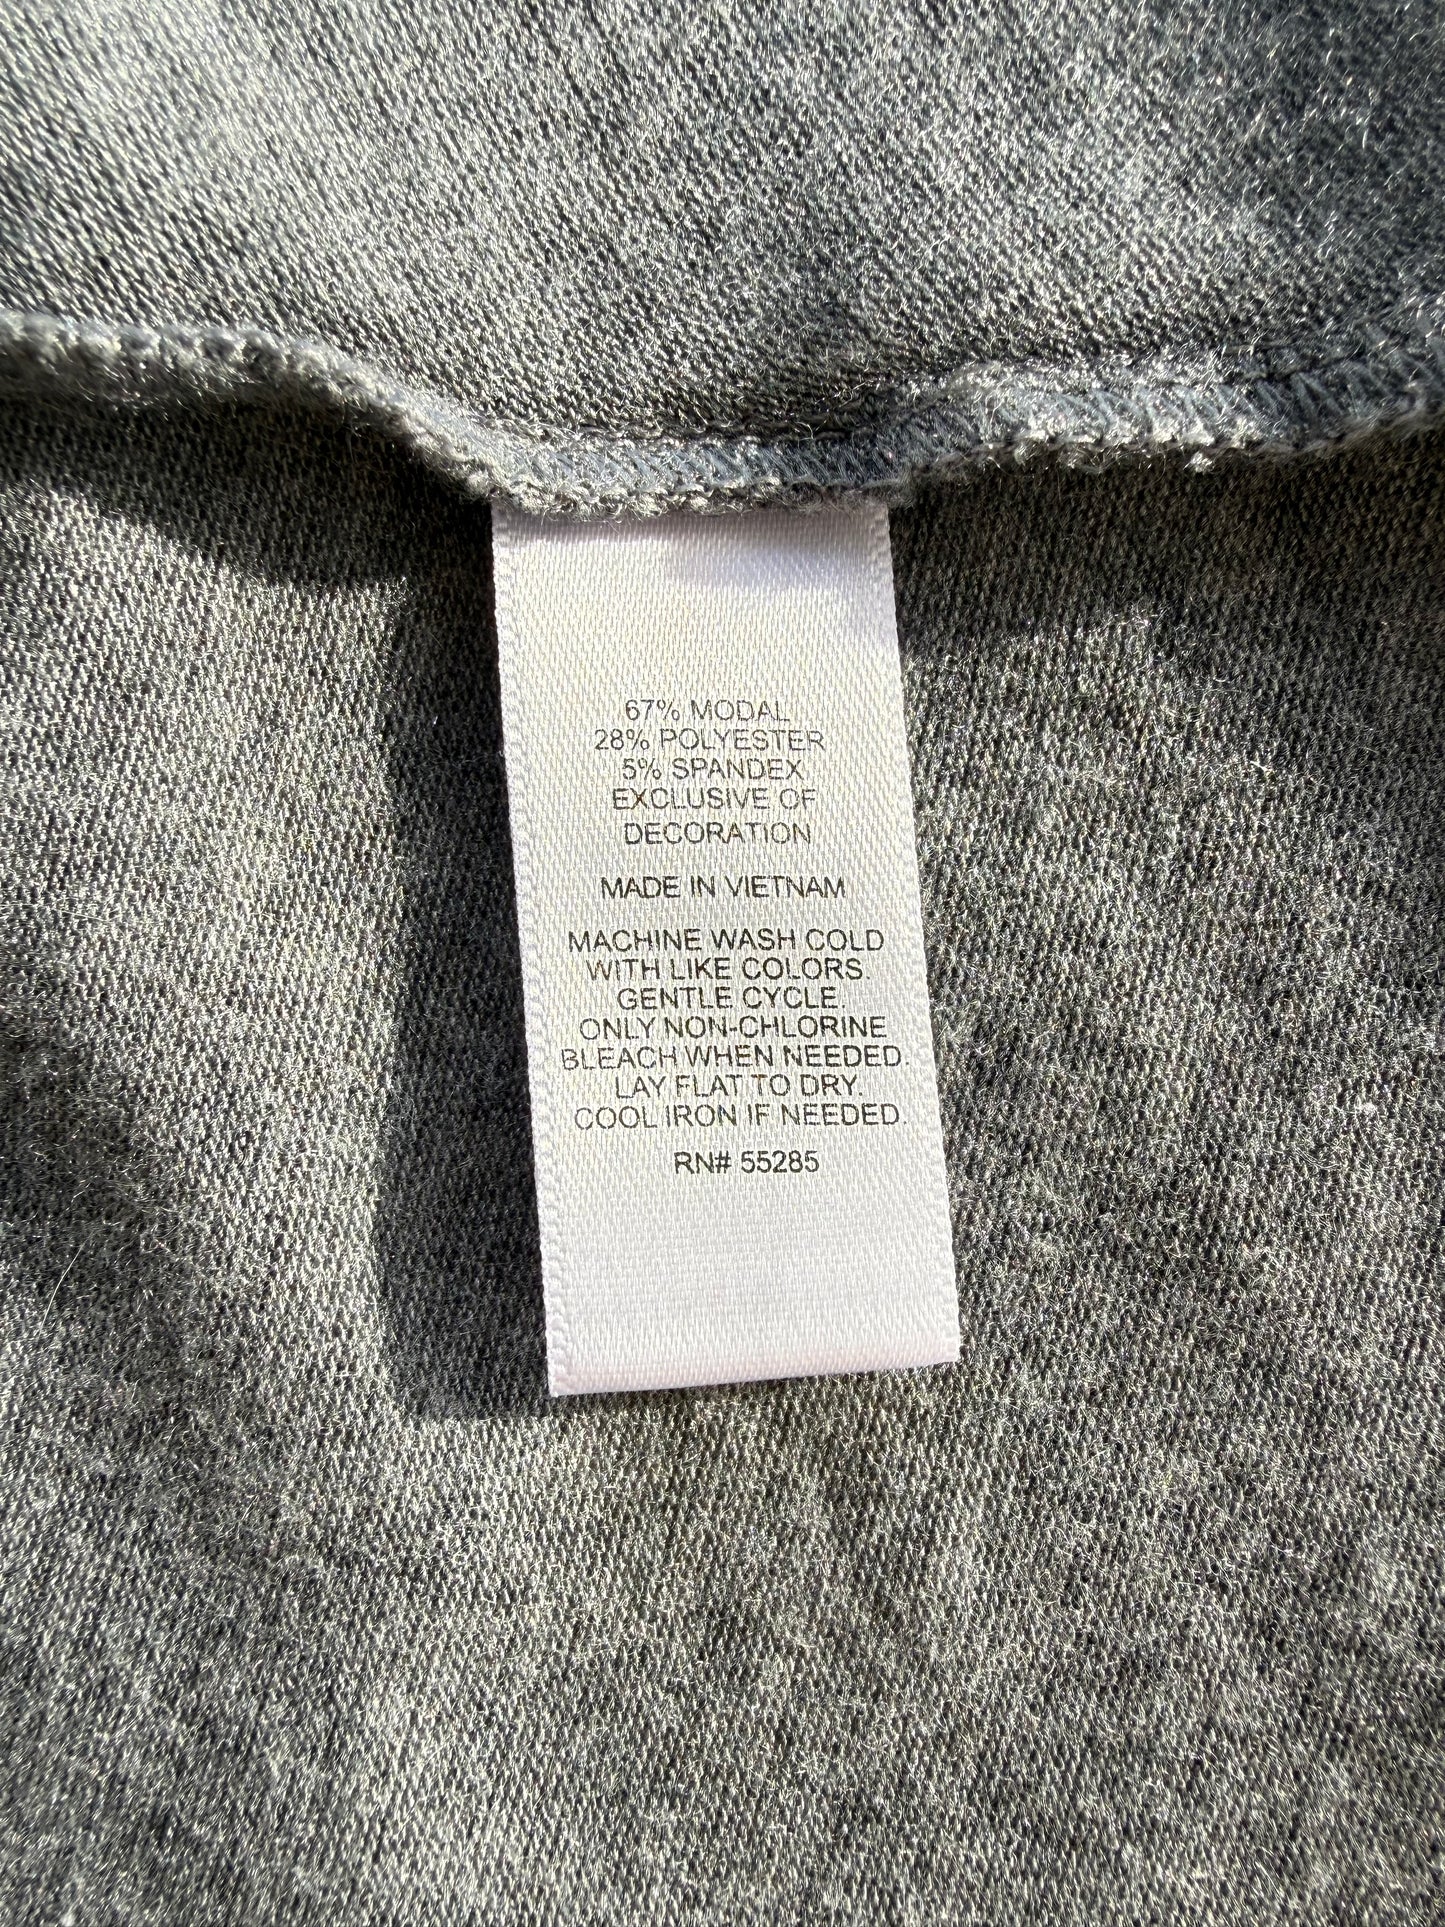 67% MODAL
28% POLYESTER
5% SPANDEX
EXCLUSIVE OF
DECORATION
MADE IN VIETNAM
MACHINE WASH COLD
WITH LIKE COLORS.
GENTLE CYCLE.
ONLY NON-CHLORINE
BLEACH WHEN NEEDED.
LAY FLAT TO DRY.
COOL IRON IF NEEDED.
RN# 55285